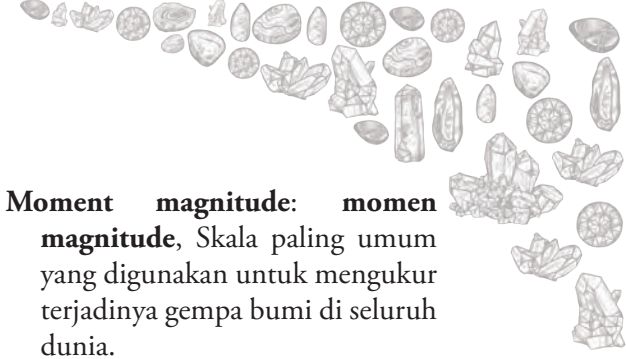 Moment magnitude: momen
magnitude, Skala paling umum
yang digunakan untuk mengukur
terjadinya gempa bumi di seluruh
dunia.